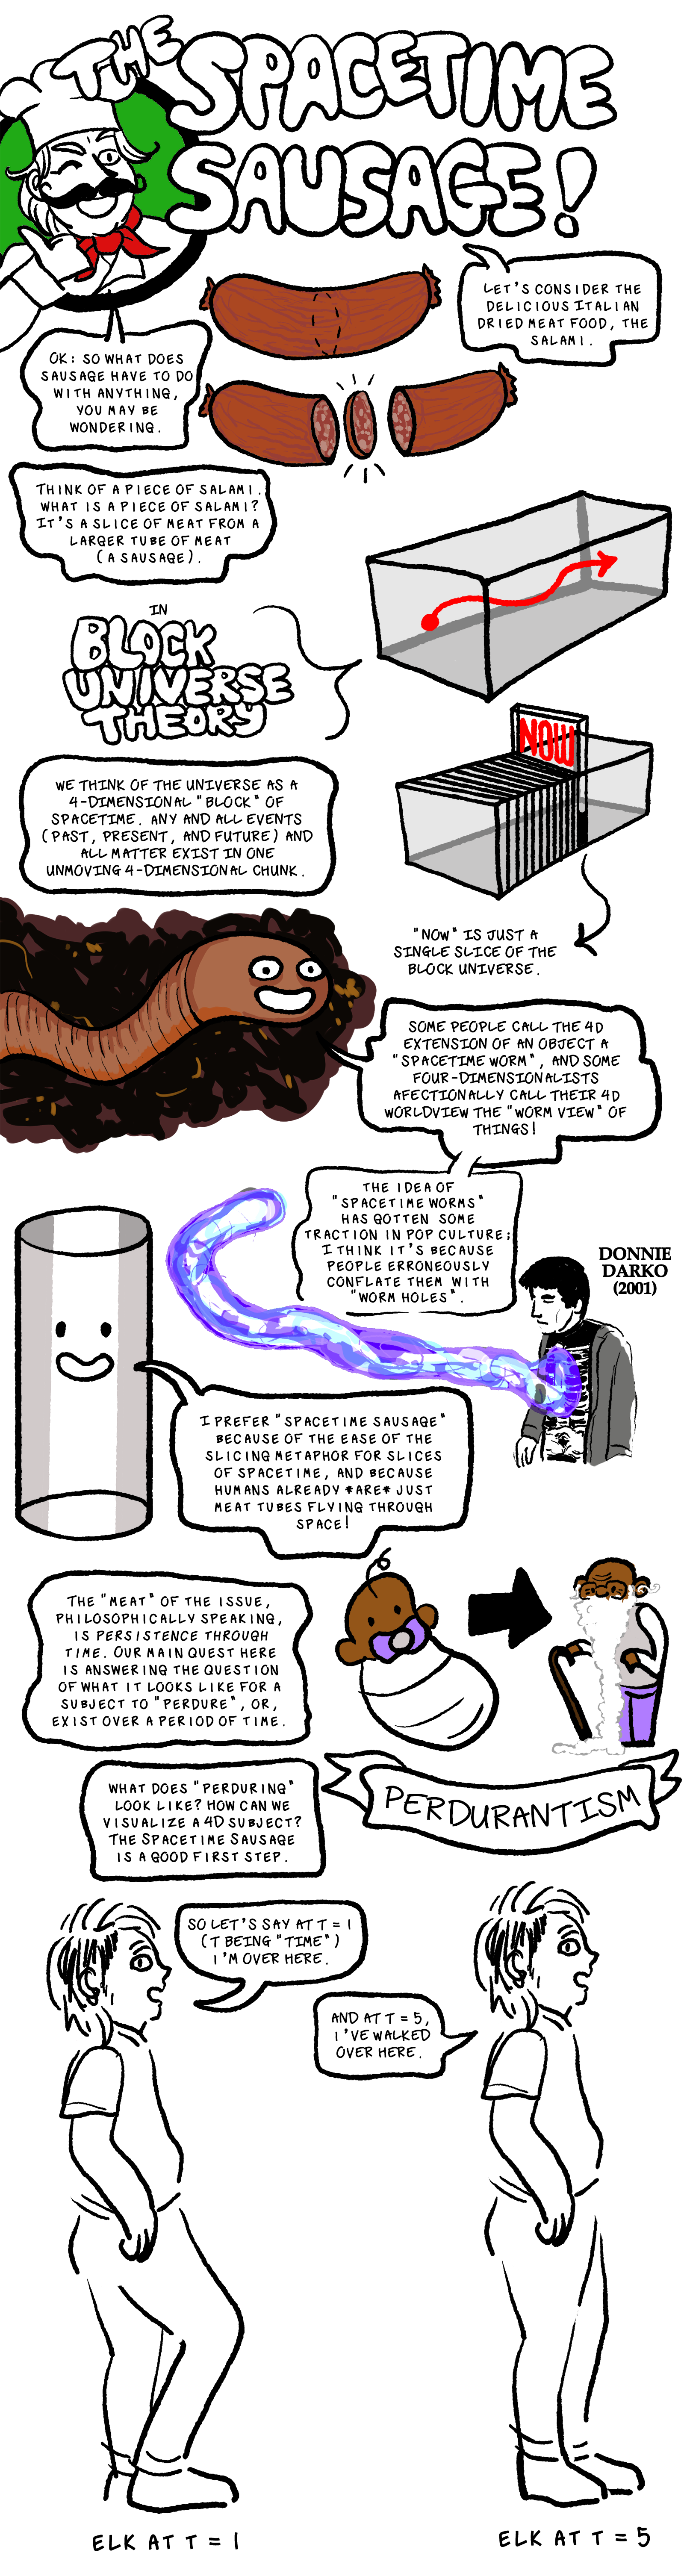 THE SPACETIME
SAUSAGE!
LET'S CONSIDER THE
DELICIOUS ITALIAN
DRIED MEAT FOOD, THE
SALAMI.
OK: SO WHAT DOES
SAUSAGE HAVE TO DO
WITH ANYTHING,
YOU MAY BE
WONDERING.
THINK OF A PIECE OF SALAMI.
WHAT IS A PIECE OF SALAMI?
IT'S A SLICE OF MEAT FROM A
LARGER TUBE OF MEAT
(A SAUSAGE).
IN
BLOCK
UNIVERSE
THEORY
NOW
WE THINK OF THE UNIVERSE AS A
4-DIMENSIONAL "BLOCK" OF
SPACETIME. ANY AND ALL EVENTS
(PAST, PRESENT, AND FUTURE) AND
ALL MATTER EXIST IN ONE
UNMOVING 4-DIMENSIONAL CHUNK.
"NOW" IS JUST A
SINGLE SLICE OF THE
BLOCK UNIVERSE.
SOME PEOPLE CALL THE 4D
EXTENSION OF AN OBJECT A
"SPACETIME WORM", AND SOME
FOUR-DIMENSIONALISTS
AFECTIONALLY CALL THEIR 4D
WORLDVIEW THE "WORM VIEW" OF
THINGS!
THE IDEA OF
"SPACETIME WORMS"
HAS GOTTEN SOME
TRACTION IN POP CULTURE;
I THINK IT'S BECAUSE
PEOPLE ERRONEOUSLY
CONFLATE THEM WITH
"WORM HOLES".
DONNIE
DARKO
(2001)
I PREFER "SPACETIME SAUSAGE"
BECAUSE OF THE EASE OF THE
SLICING METAPHOR FOR SLICES
OF SPACETIME, AND BECAUSE
HUMANS ALREADY *ARE* JUST
MEAT TUBES FLYING THROUGH
SPACE!
THE "MEAT" OF THE ISSUE,
PHILOSOPHICALLY SPEAKING,
IS PERSISTENCE THROUGH
TIME. OUR MAIN QUEST HERE
IS ANSWERING THE QUESTION
OF WHAT IT LOOKS LIKE FOR A
SUBJECT TO "PERDURE", OR,
EXIST OVER A PERIOD OF TIME.
WHAT DOES "PERDURING"
LOOK LIKE? HOW CAN WE
VISUALIZE A 4D SUBJECT?
THE SPACETIME SAUSAGE
IS A GOOD FIRST STEP.
PERDURANTISM
SO LET'S SAY AT T = 1
(T BEING "TIME")
I'M OVER HERE.
AND AT T = 5,
I'VE WALKED
OVER HERE.
ELK AT T = 1
ELK AT T = 5